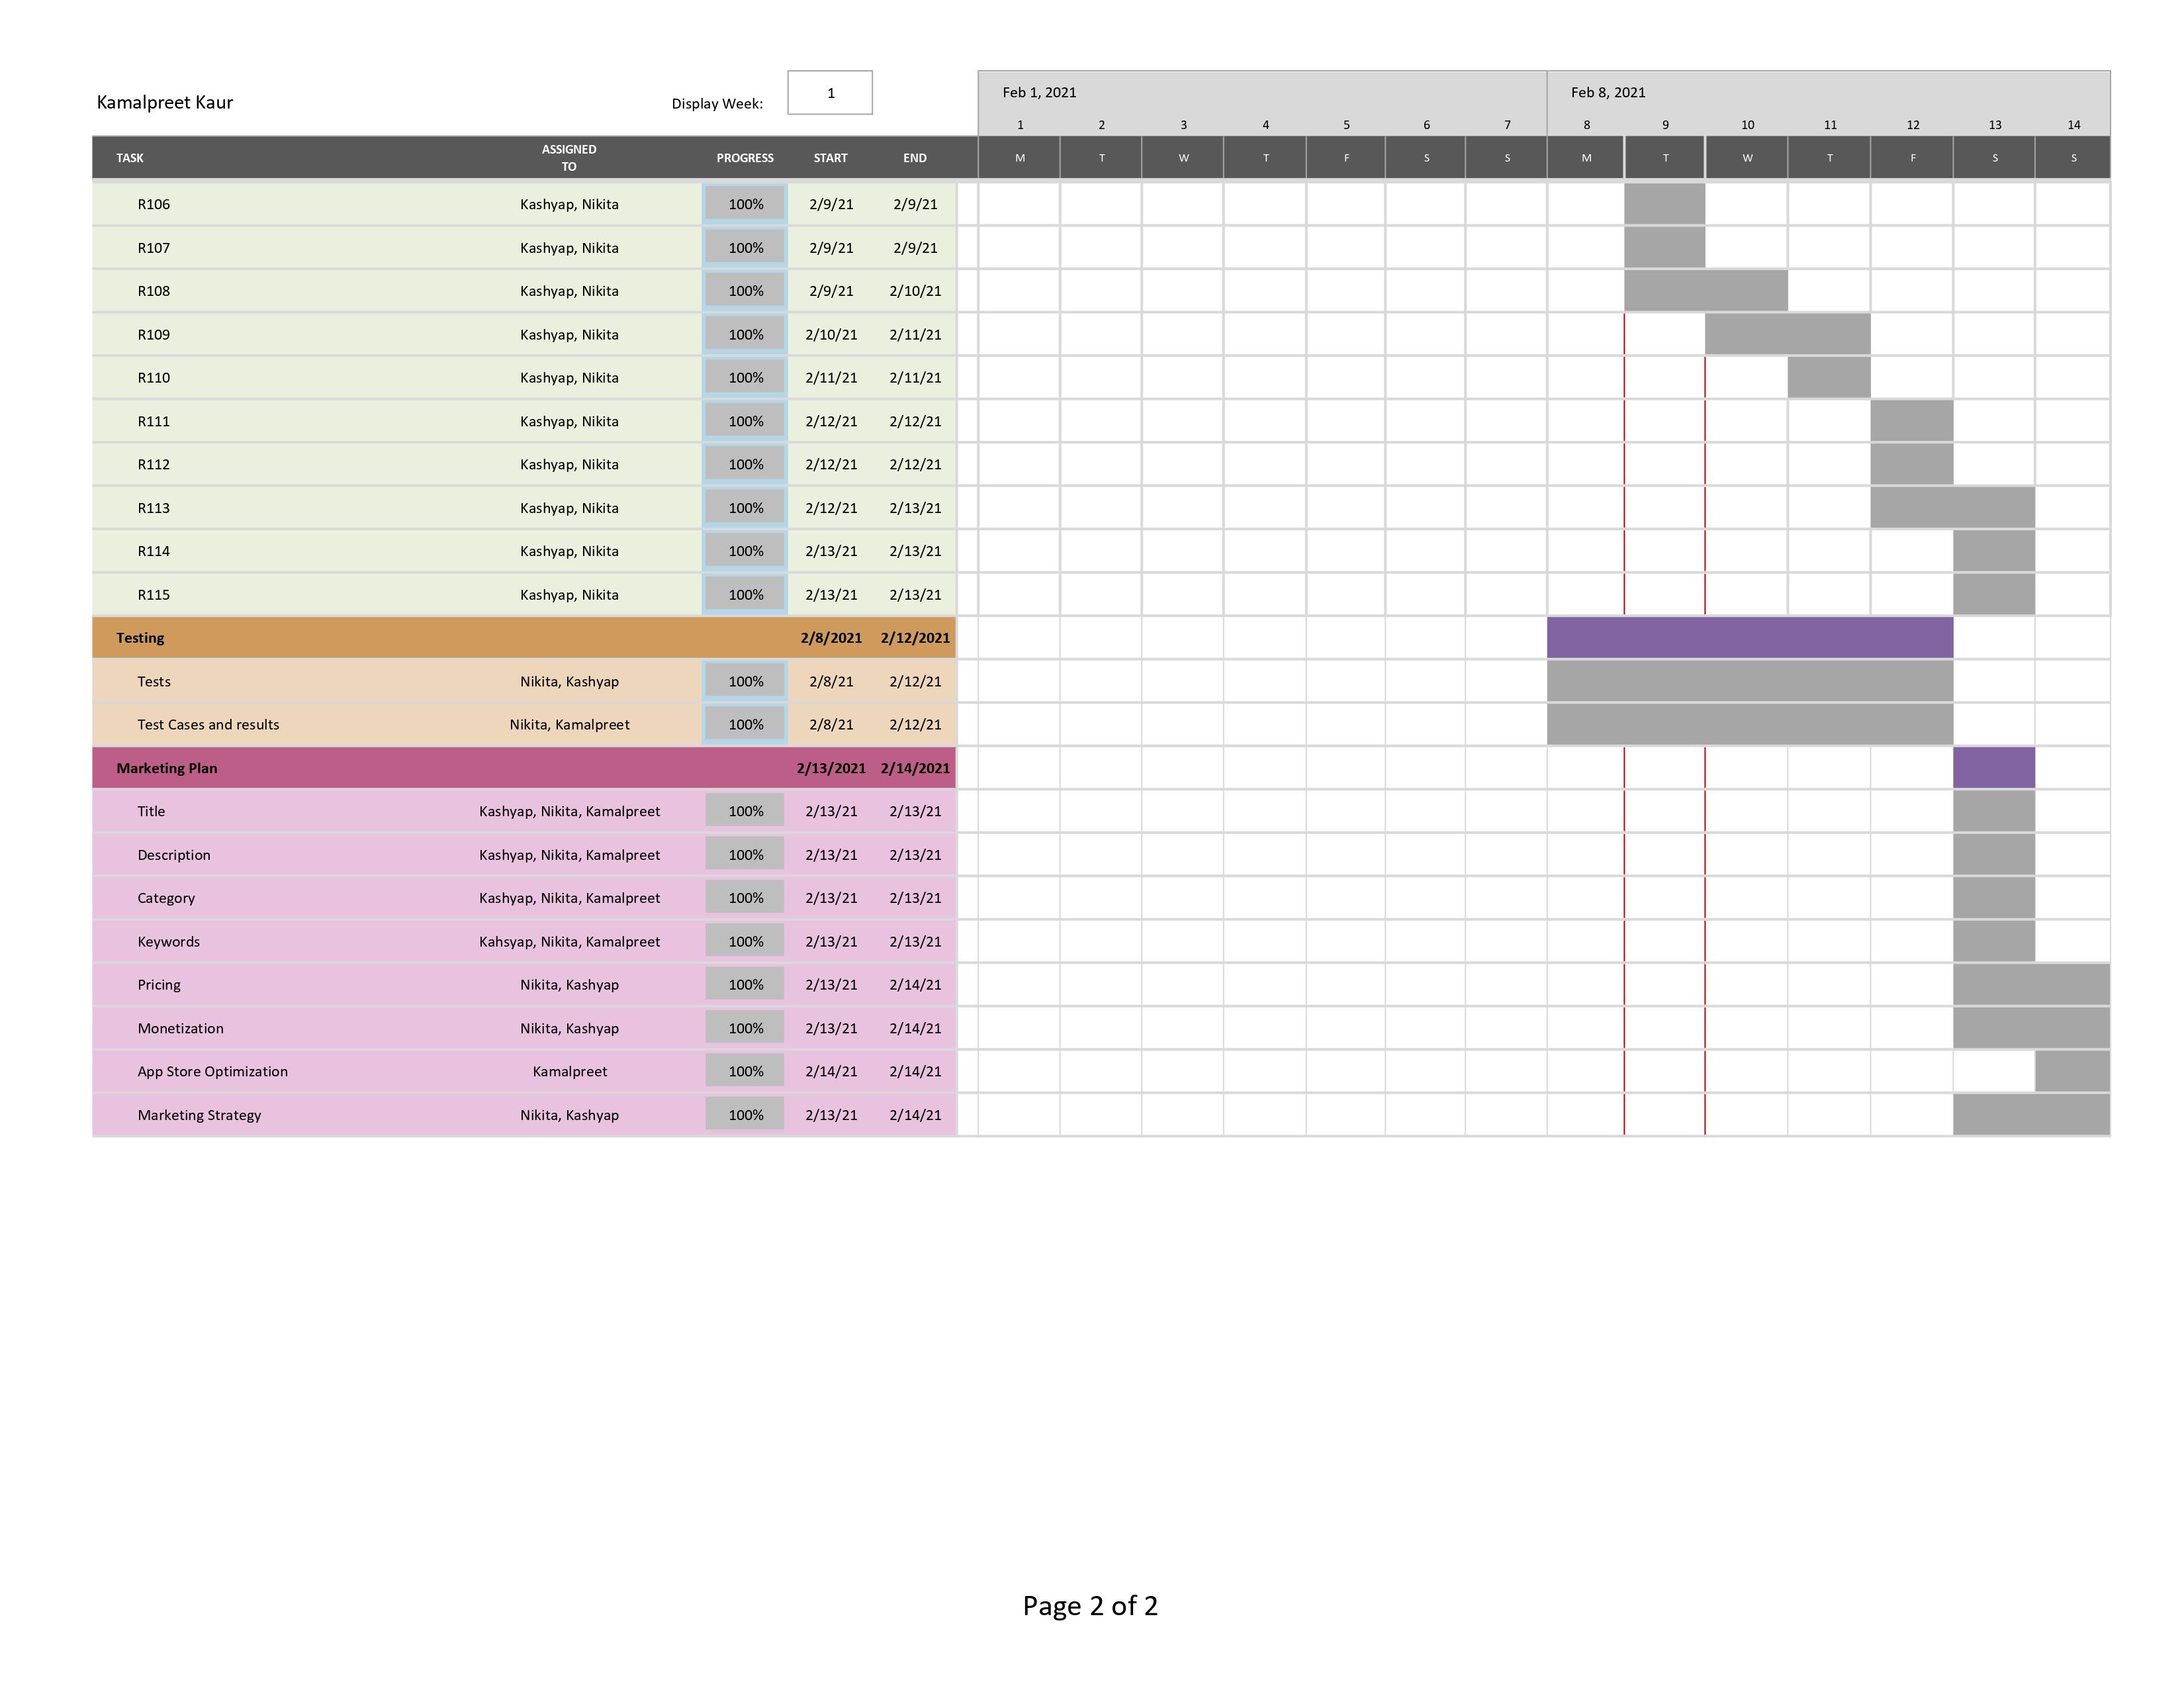 Kamalpreet Kaur Display Week: 1 Feb 1, 2021 Feb 8, 2021
1 2 3 4 5 6 7 8 9 10 11 12 13 14
TASK ASSIGNED TO PROGRESS START END M T W T F S S M T W T F S S
R106 Kashyap, Nikita 100% 2/9/21 2/9/21
R107 Kashyap, Nikita 100% 2/9/21 2/9/21
R108 Kashyap, Nikita 100% 2/9/21 2/10/21
R109 Kashyap, Nikita 100% 2/10/21 2/11/21
R110 Kashyap, Nikita 100% 2/11/21 2/11/21
R111 Kashyap, Nikita 100% 2/12/21 2/12/21
R112 Kashyap, Nikita 100% 2/12/21 2/12/21
R113 Kashyap, Nikita 100% 2/12/21 2/13/21
R114 Kashyap, Nikita 100% 2/13/21 2/13/21
R115 Kashyap, Nikita 100% 2/13/21 2/13/21
Testing 2/8/2021 2/12/2021
Tests Nikita, Kashyap 100% 2/8/21 2/12/21
Test Cases and results Nikita, Kamalpreet 100% 2/8/21 2/12/21
Marketing Plan 2/13/2021 2/14/2021
Title Kashyap, Nikita, Kamalpreet 100% 2/13/21 2/13/21
Description Kashyap, Nikita, Kamalpreet 100% 2/13/21 2/13/21
Category Kashyap, Nikita, Kamalpreet 100% 2/13/21 2/13/21
Keywords Kahsyap, Nikita, Kamalpreet 100% 2/13/21 2/13/21
Pricing Nikita, Kashyap 100% 2/13/21 2/14/21
Monetization Nikita, Kashyap 100% 2/13/21 2/14/21
App Store Optimization Kamalpreet 100% 2/14/21 2/14/21
Marketing Strategy Nikita, Kashyap 100% 2/13/21 2/14/21
Page 2 of 2